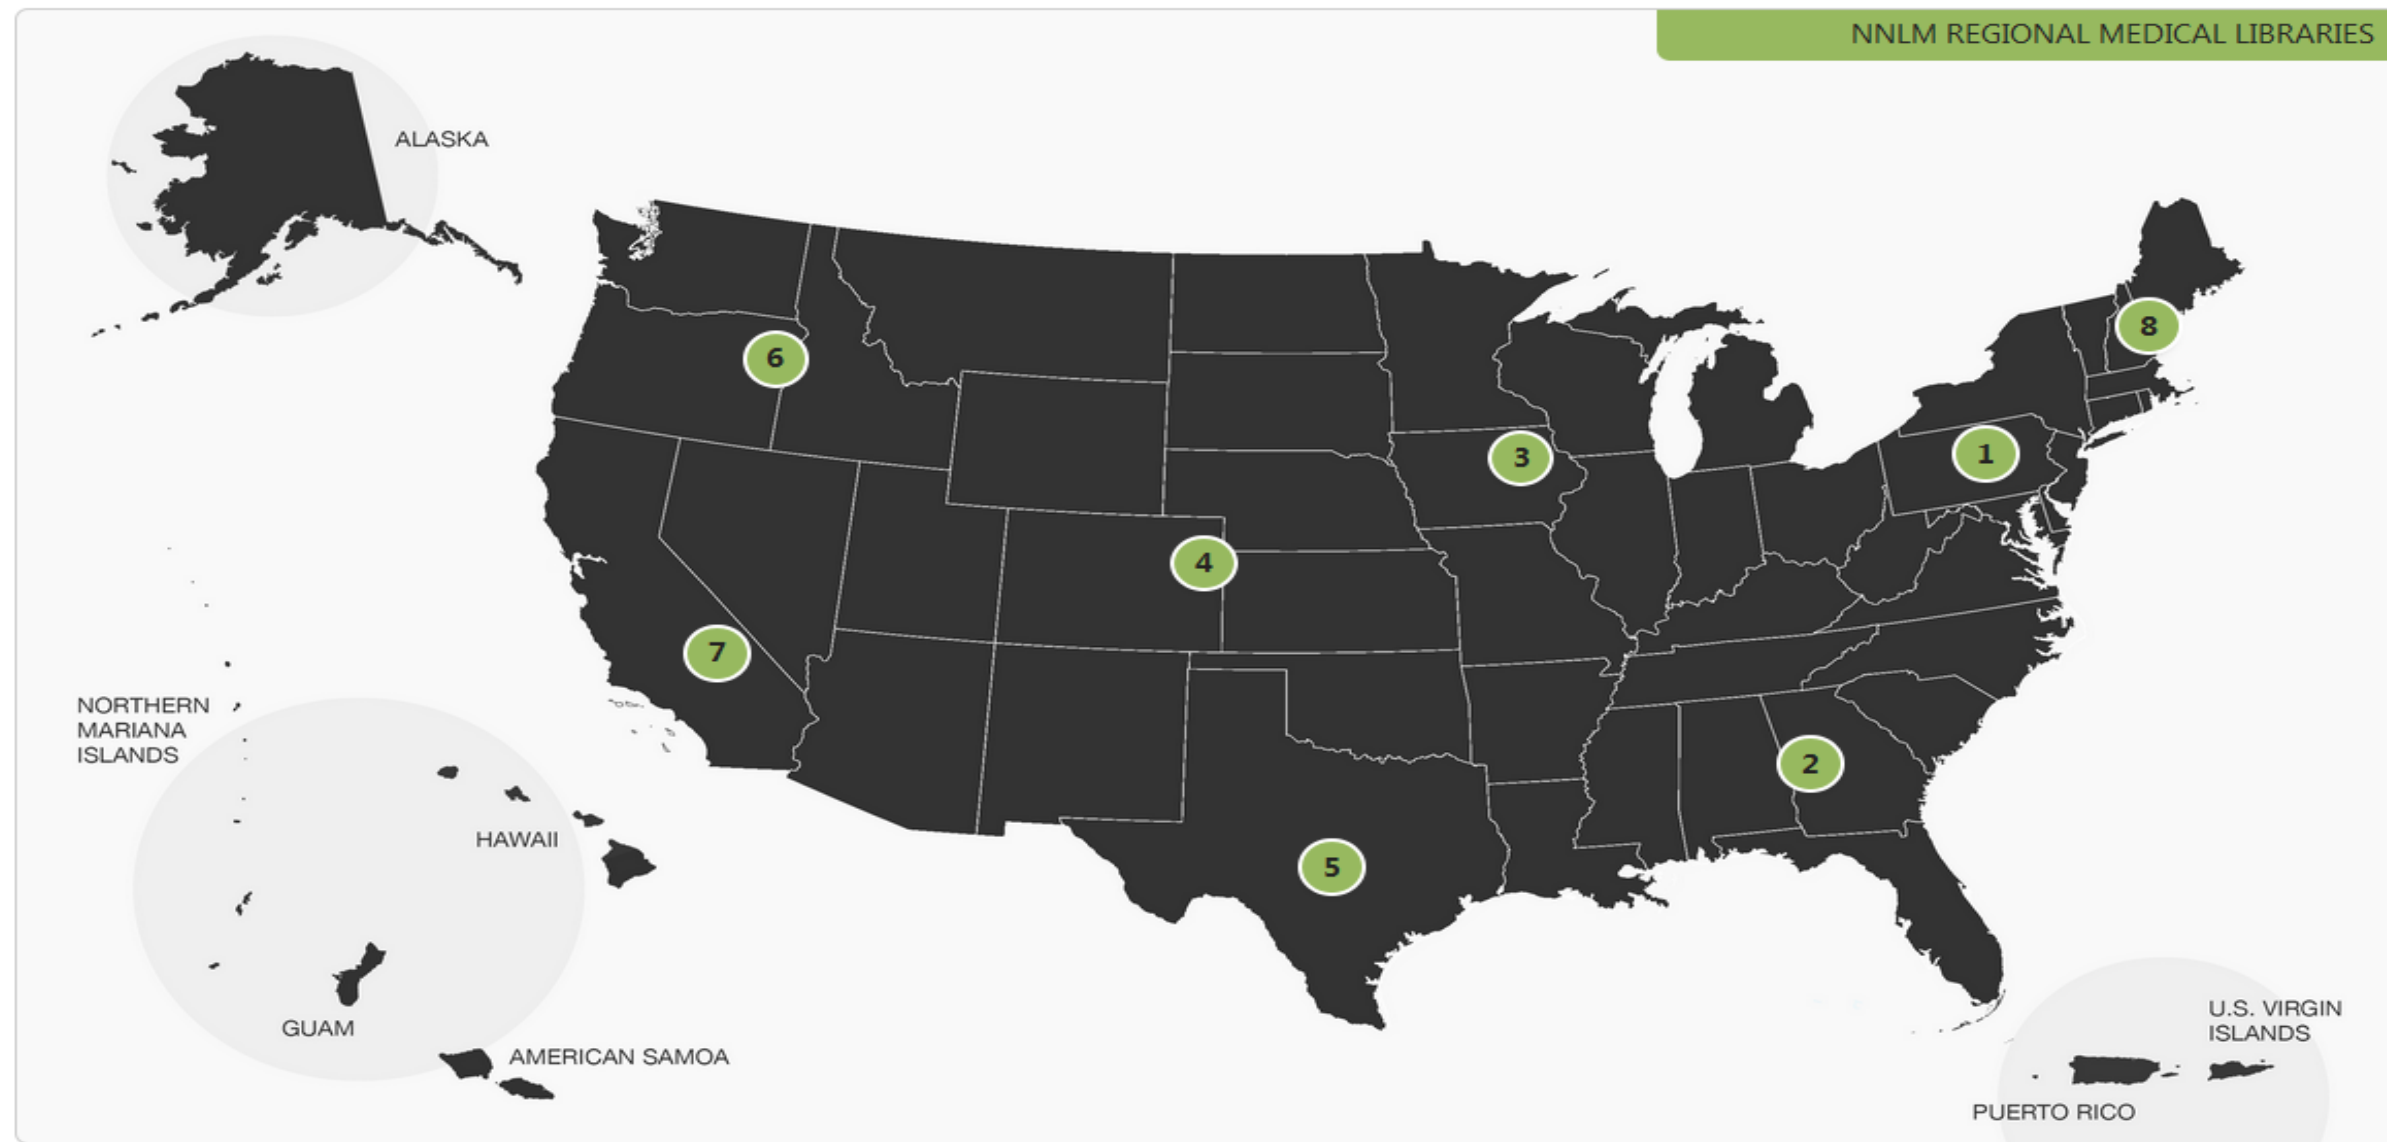 NNLM REGIONAL MEDICAL LIBRARIES
ALASKA
8
6
1
3
4
7
NORTHERN
MARIANA
ISLANDS
2
HAWAII
5
GUAM
U.S. VIRGIN
ISLANDS
AMERICAN SAMOA
PUERTO RICO